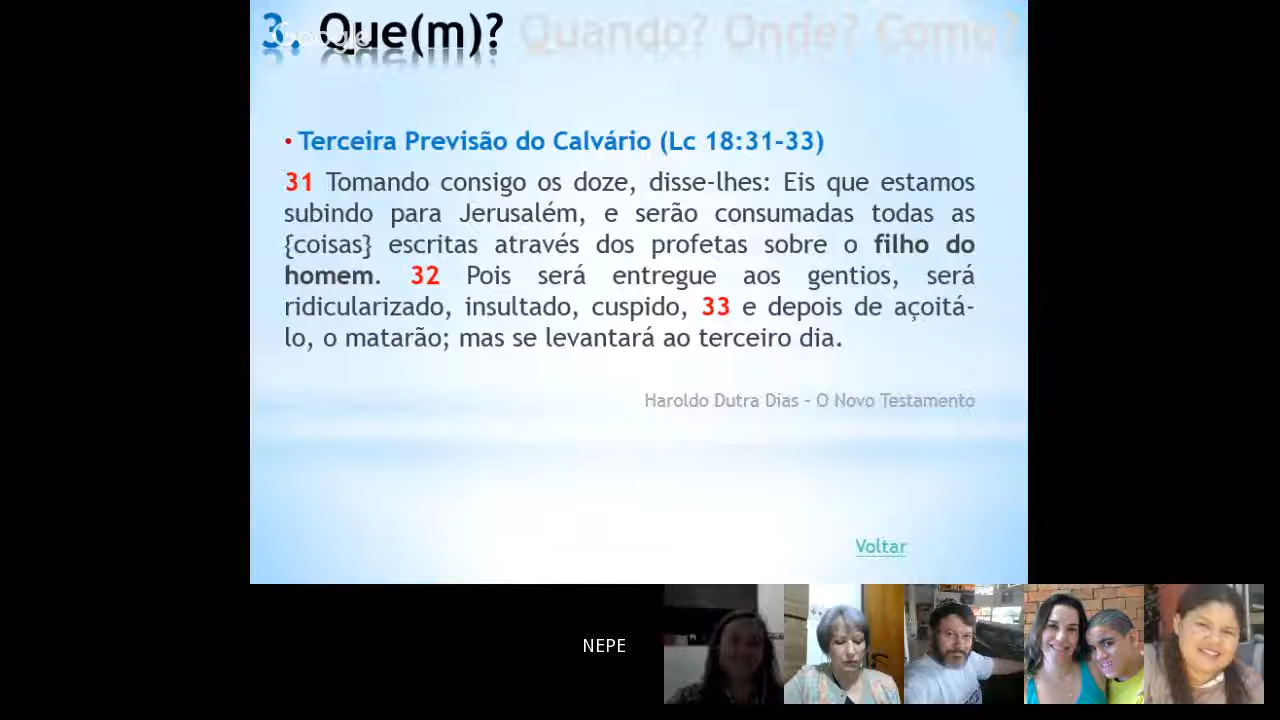 3. Que(m)? Quando? Onde? Como?
Google
• Terceira Previsão do Calvário (Lc 18:31-33)
31 Tomando consigo os doze, disse-lhes: Eis que estamos
subindo para Jerusalém, e serão consumadas todas as
{coisas} escritas através dos profetas sobre o filho do
homem. 32 Pois será entregue aos gentios, será
ridicularizado, insultado, cuspido, 33 e depois de açoitá-
lo, o matarão; mas se levantará ao terceiro dia.
Haroldo Dutra Dias - O Novo Testamento
Voltar
NEPE